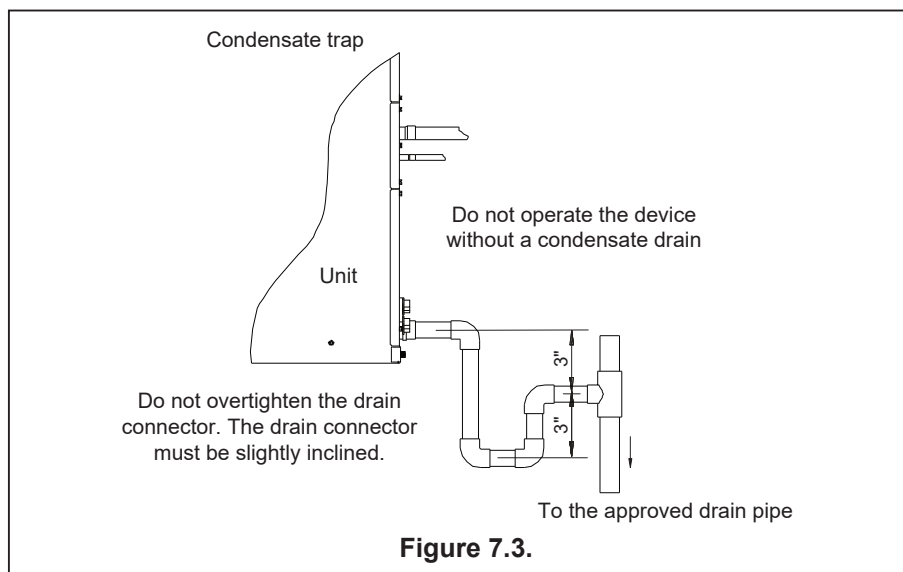 Condensate trap
Do not operate the device
without a condensate drain
Unit
3"
3"
Do not overtighten the drain
connector. The drain connector
must be slightly inclined.
To the approved drain pipe
Figure 7.3.